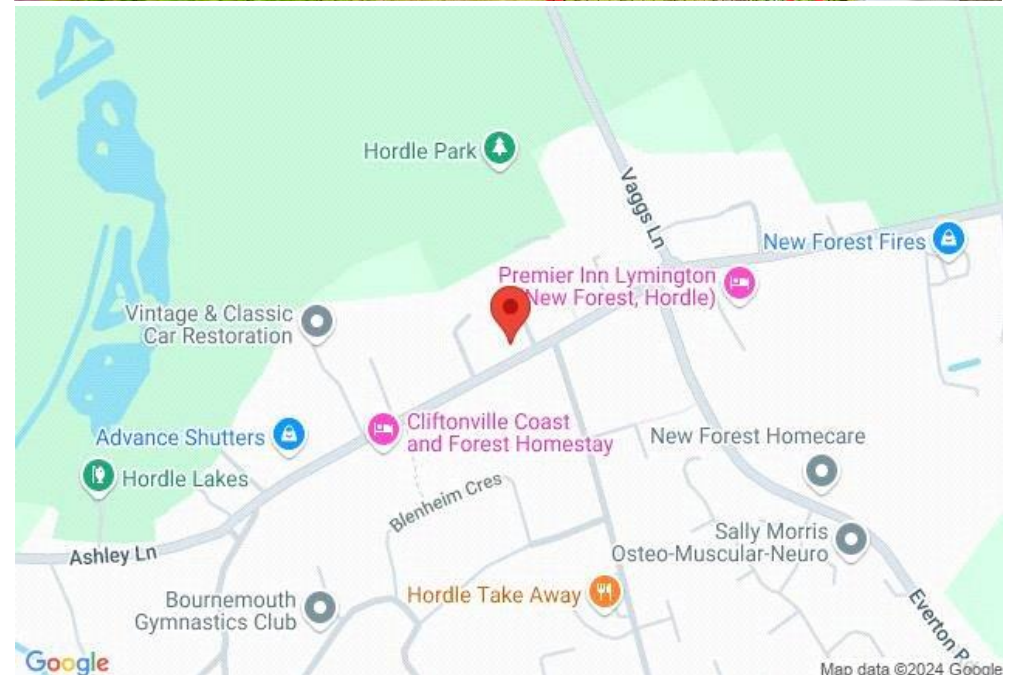 Hordle Park
Vaggs Ln
New Forest Fires
Premier Inn Lymington
New Forest, Hordle)
Vintage & Classic
Car Restoration
Cliftonville Coast
and Forest Homestay
Advance Shutters
New Forest Homecare
Hordle Lakes
Blenheim Cres
Sally Morris
Osteo-Muscular-Neuro
Ashley Ln
Hordle Take Away
Bournemouth
Gymnastics Club
Everton
Google
Map data ©2024 Google